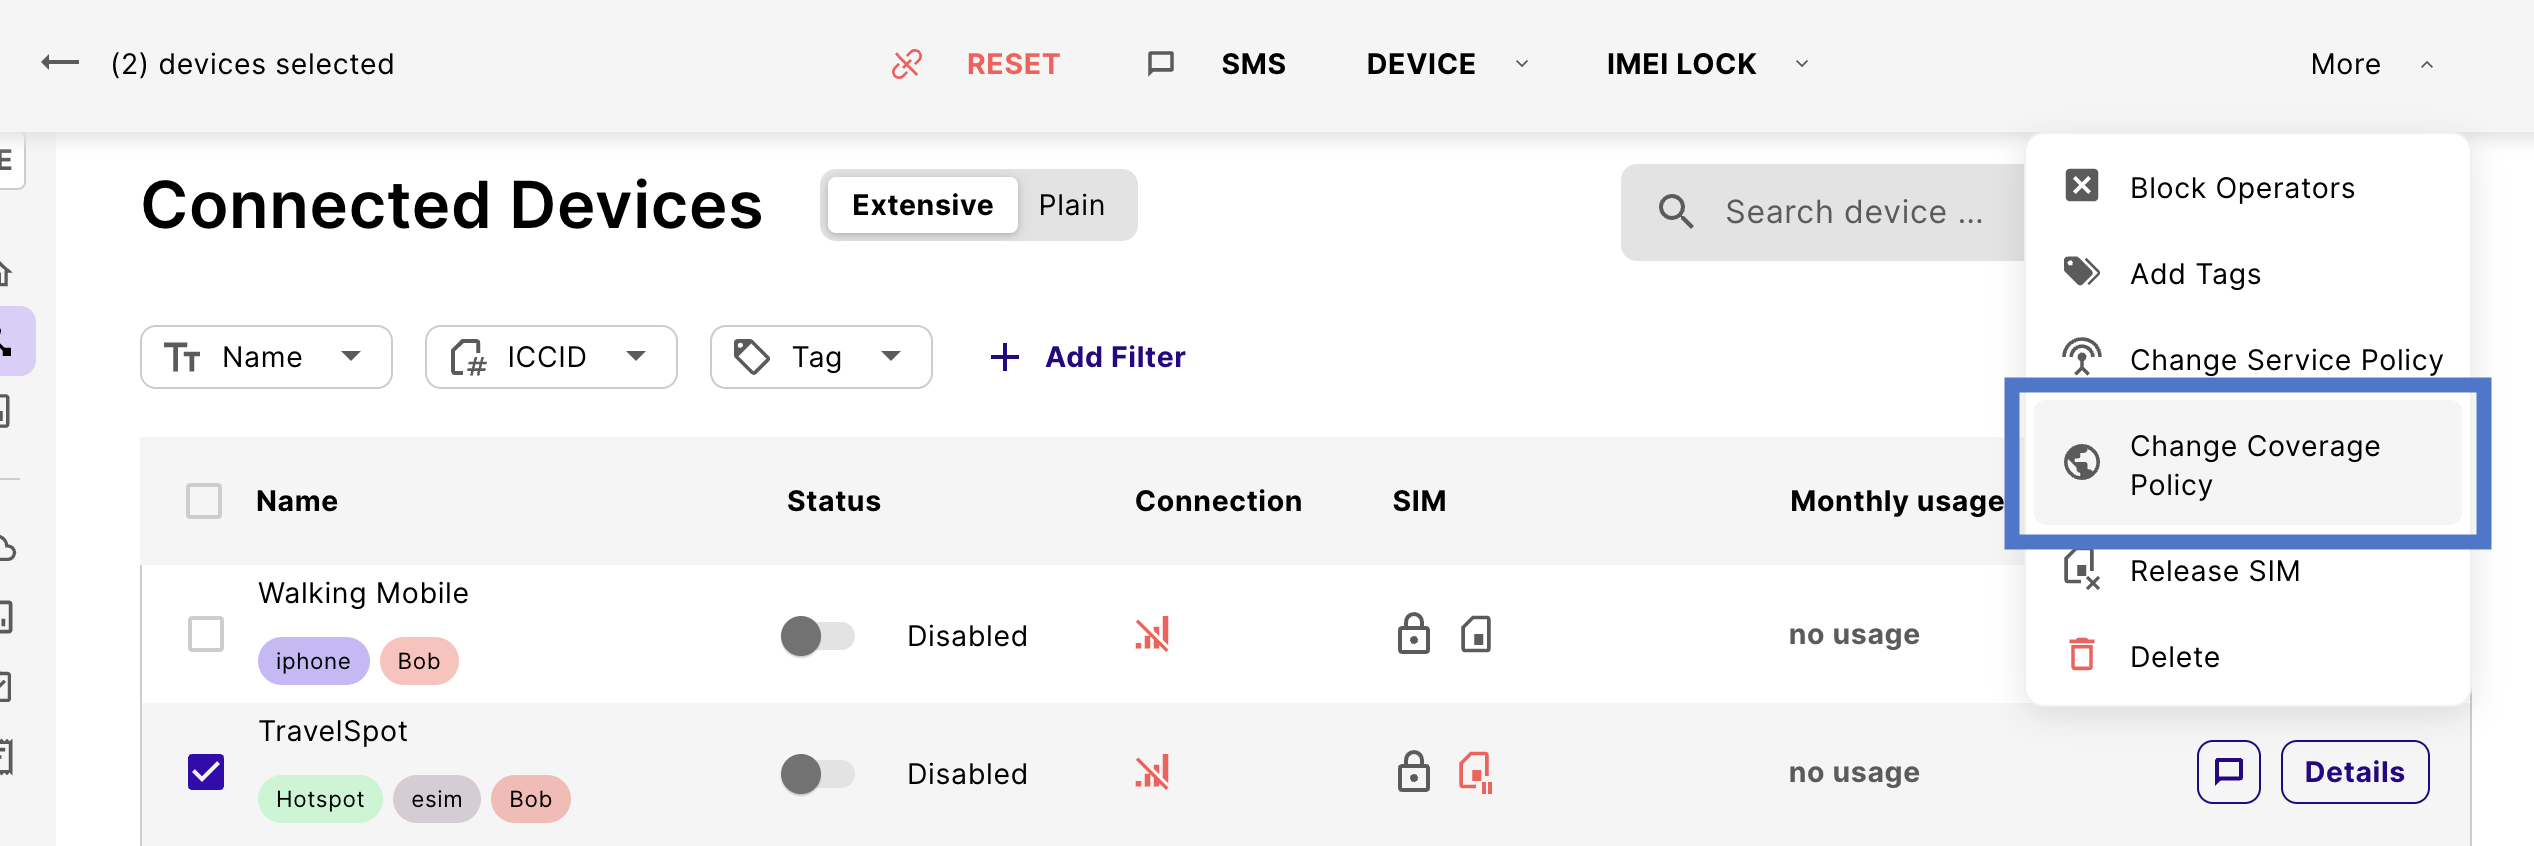 (2) devices selected
RESET
SMS
DEVICE
IMEI LOCK
More
E
Connected Devices
Extensive
Plain
Search device ...
Block Operators
Add Tags
Change Service Policy
Change Coverage
Policy
Release SIM
Delete
Name
ICCID
Tag
Add Filter
Name
Status
Connection
SIM
Monthly usage
Walking Mobile
iphone
Bob
Disabled
no usage
TravelSpot
Hotspot
esim
Bob
Disabled
no usage
Details